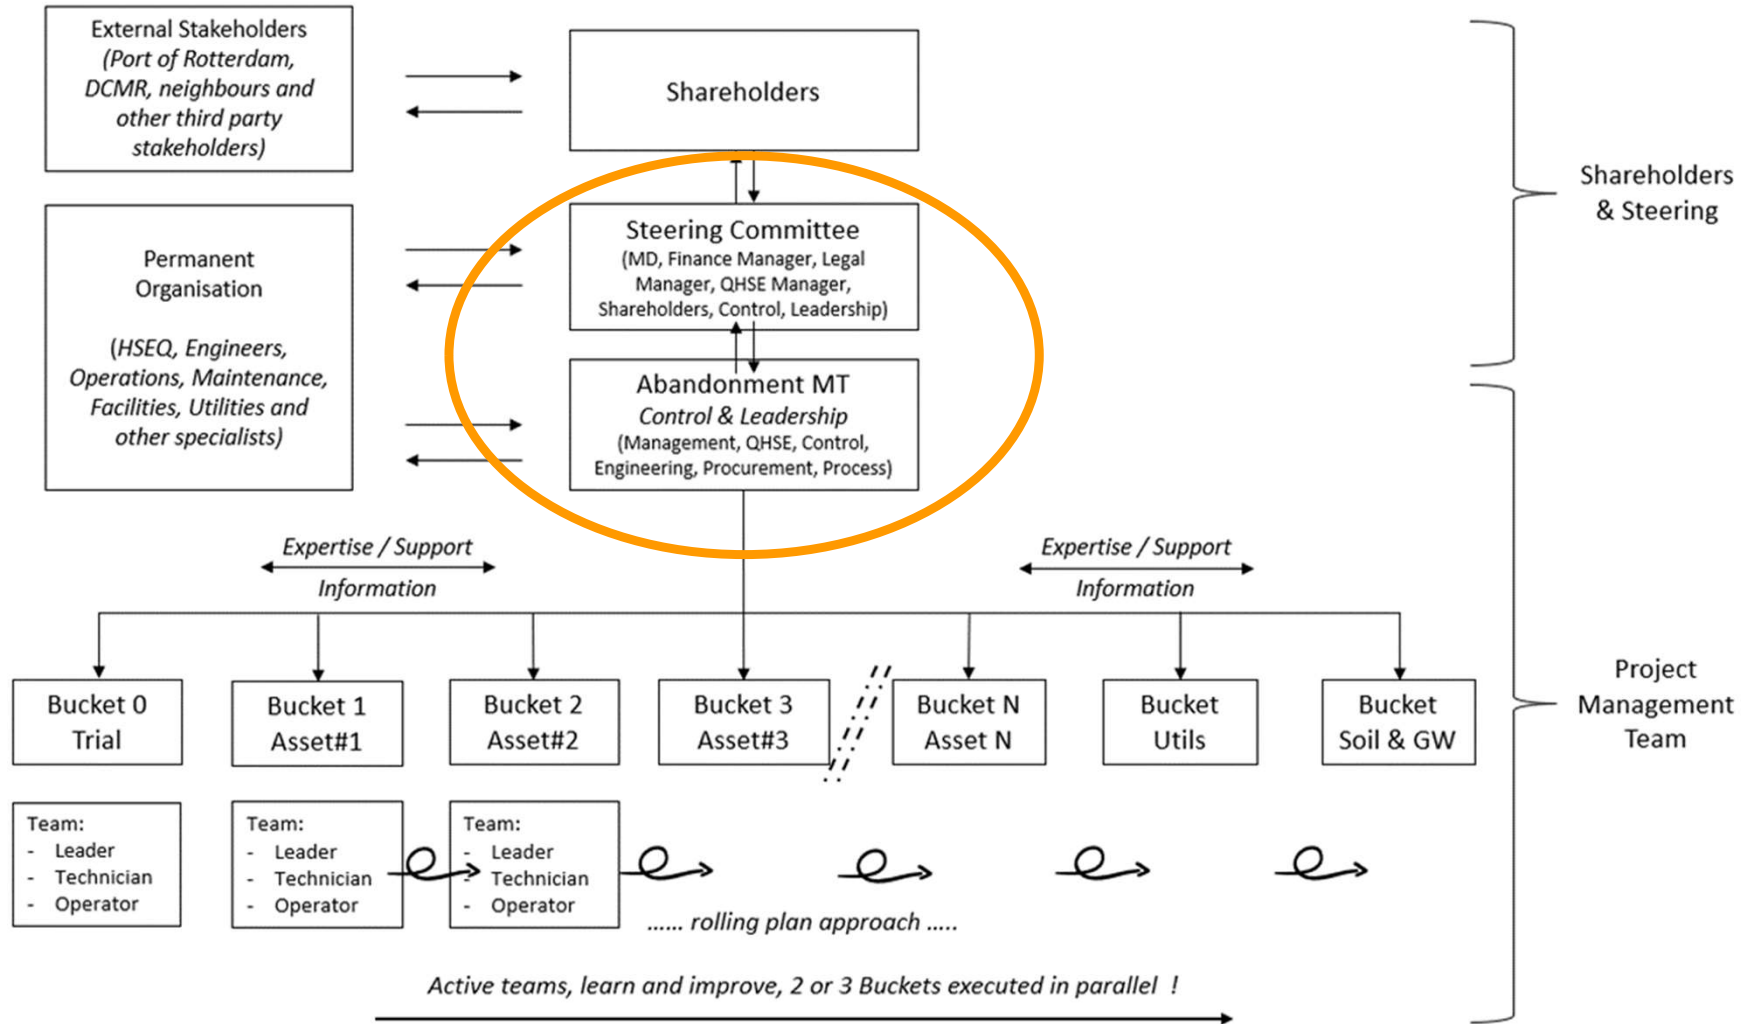 External Stakeholders
(Port of Rotterdam,
DCMR, neighbours and
other third party
stakeholders)
Shareholders
Shareholders
& Steering
Permanent
Organisation
(HSEQ, Engineers,
Operations, Maintenance,
Facilities, Utilities and
other specialists)
Steering Committee
(MD, Finance Manager, Legal
Manager, QHSE Manager,
Shareholders, Control, Leadership)
Abandonment MT
Control & Leadership
(Management, QHSE, Control,
Engineering, Procurement, Process)
Expertise / Support
Information
Expertise / Support
Information
Bucket 0
Trial
Bucket 1
Asset#1
Bucket 2
Asset#2
Bucket 3
Asset#3
Bucket N
Asset N
Bucket
Utils
Bucket
Soil & GW
Project
Management
Team
Team:
- Leader
- Technician
- Operator
Team:
- Leader
- Technician
- Operator
Team:
- Leader
- Technician
- Operator
...... rolling plan approach .....
Active teams, learn and improve, 2 or 3 Buckets executed in parallel !